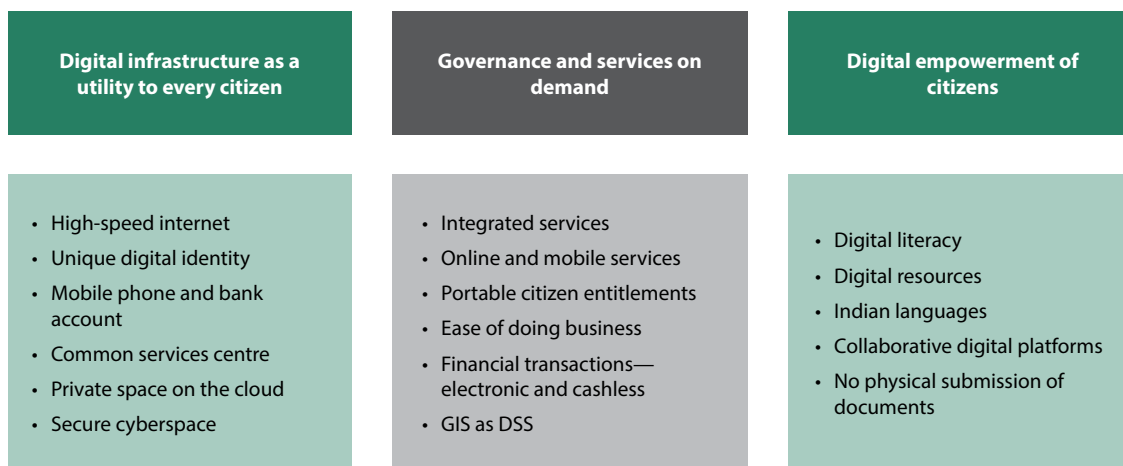 Digital infrastructure as a
utility to every citizen
• High-speed internet
• Unique digital identity
• Mobile phone and bank
account
• Common services centre
• Private space on the cloud
• Secure cyberspace
Governance and services on
demand
• Integrated services
• Online and mobile services
• Portable citizen entitlements
• Ease of doing business
• Financial transactions—
electronic and cashless
• GIS as DSS
Digital empowerment of
citizens
• Digital literacy
• Digital resources
• Indian languages
• Collaborative digital platforms
• No physical submission of
documents